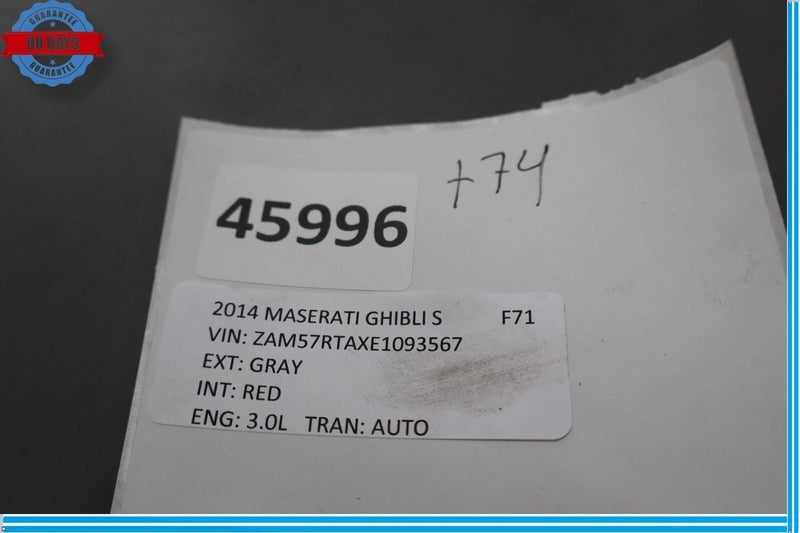 GUARANTEE
90 DAYS
GUARANTEE
+74
45996
2014 MASERATI GHIBLI S F71
VIN: ZAM57RTAXE1093567
EXT: GRAY
INT: RED
ENG: 3.0L TRAN: AUTO